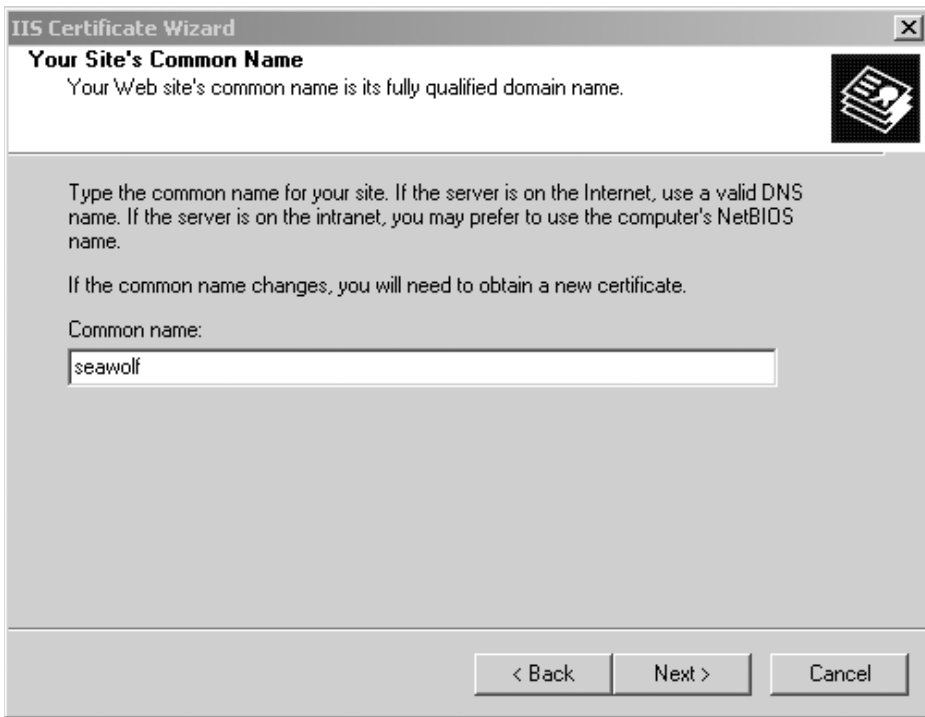 IIS Certificate Wizard
Your Site's Common Name
Your Web site's common name is its fully qualified domain name.
Type the common name for your site. If the server is on the Internet, use a valid DNS
name. If the server is on the intranet, you may prefer to use the computer's NetBIOS
name.
If the common name changes, you will need to obtain a new certificate.
Common name:
seawolf
< Back Next > Cancel